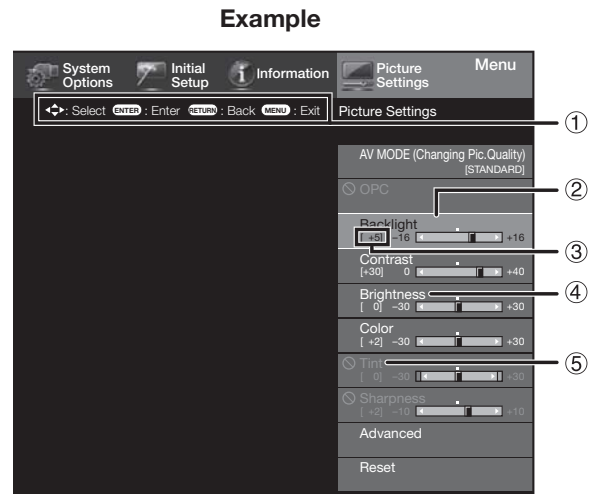 Example
System Options
Initial Setup
Information
Picture Settings
Menu
: Select ENTER : Enter RETURN : Back MENU : Exit
Picture Settings
①
AV MODE (Changing Pic.Quality)
[STANDARD]
OPC
②
Backlight
[ +5] −16 +16
③
Contrast
[+30] 0 +40
Brightness
④
[ 0] −30 +30
Color
[ +2] −30 +30
Tint
⑤
[ 0] −30 +30
Sharpness
[ +2] −10 +10
Advanced
Reset